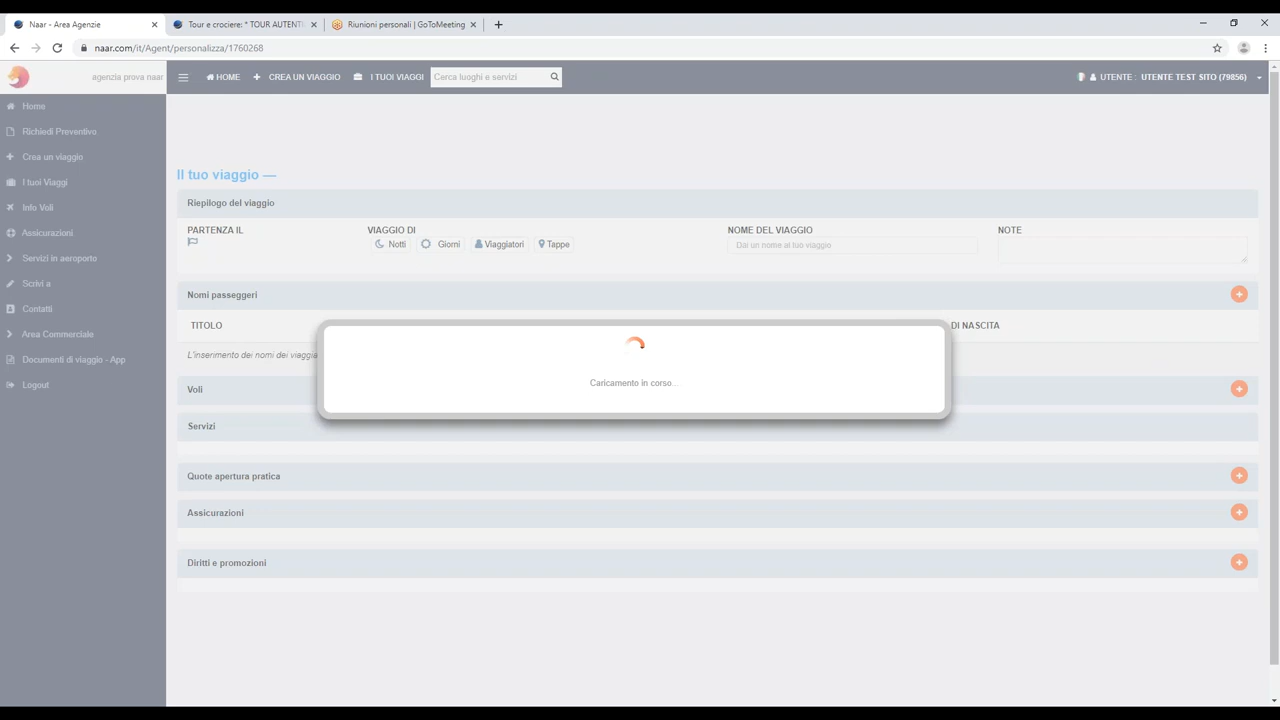 Naar - Area Agenzie
Tour e crociere: * TOUR AUTENTI
Riunioni personali | GoToMeeting
naar.com/it/Agent/personalizza/1760268
agenzia prova naar
HOME
CREA UN VIAGGIO
I TUOI VIAGGI
Cerca luoghi e servizi
UTENTE : UTENTE TEST SITO (79856)
Home
Richiedi Preventivo
Crea un viaggio
I tuoi Viaggi
Info Voli
Assicurazioni
Servizi in aeroporto
Scrivi a
Contatti
Area Commerciale
Documenti di viaggio - App
Logout
Il tuo viaggio —
Riepilogo del viaggio
PARTENZA IL
VIAGGIO DI
NOME DEL VIAGGIO
NOTE
Notti
Giorni
Viaggiatori
Tappe
Dai un nome al tuo viaggio
Nomi passeggeri
TITOLO
DI NASCITA
L'inserimento dei nomi dei viaggia
Caricamento in corso...
Voli
Servizi
Quote apertura pratica
Assicurazioni
Diritti e promozioni